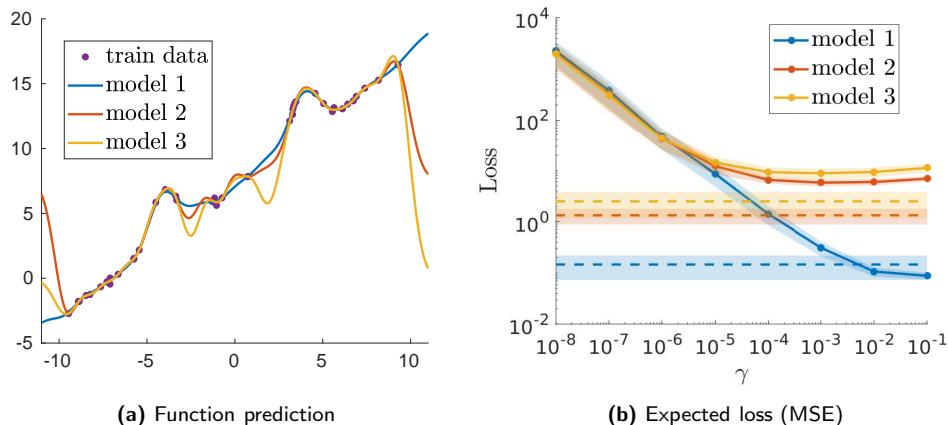 20
15
10
5
0
-5
-10
-5
0
5
10
train data
model 1
model 2
model 3
(a) Function prediction
Loss
10^4
10^2
10^0
10^-2
10^-8
10^-7
10^-6
10^-5
10^-4
10^-3
10^-2
10^-1
γ
model 1
model 2
model 3
(b) Expected loss (MSE)